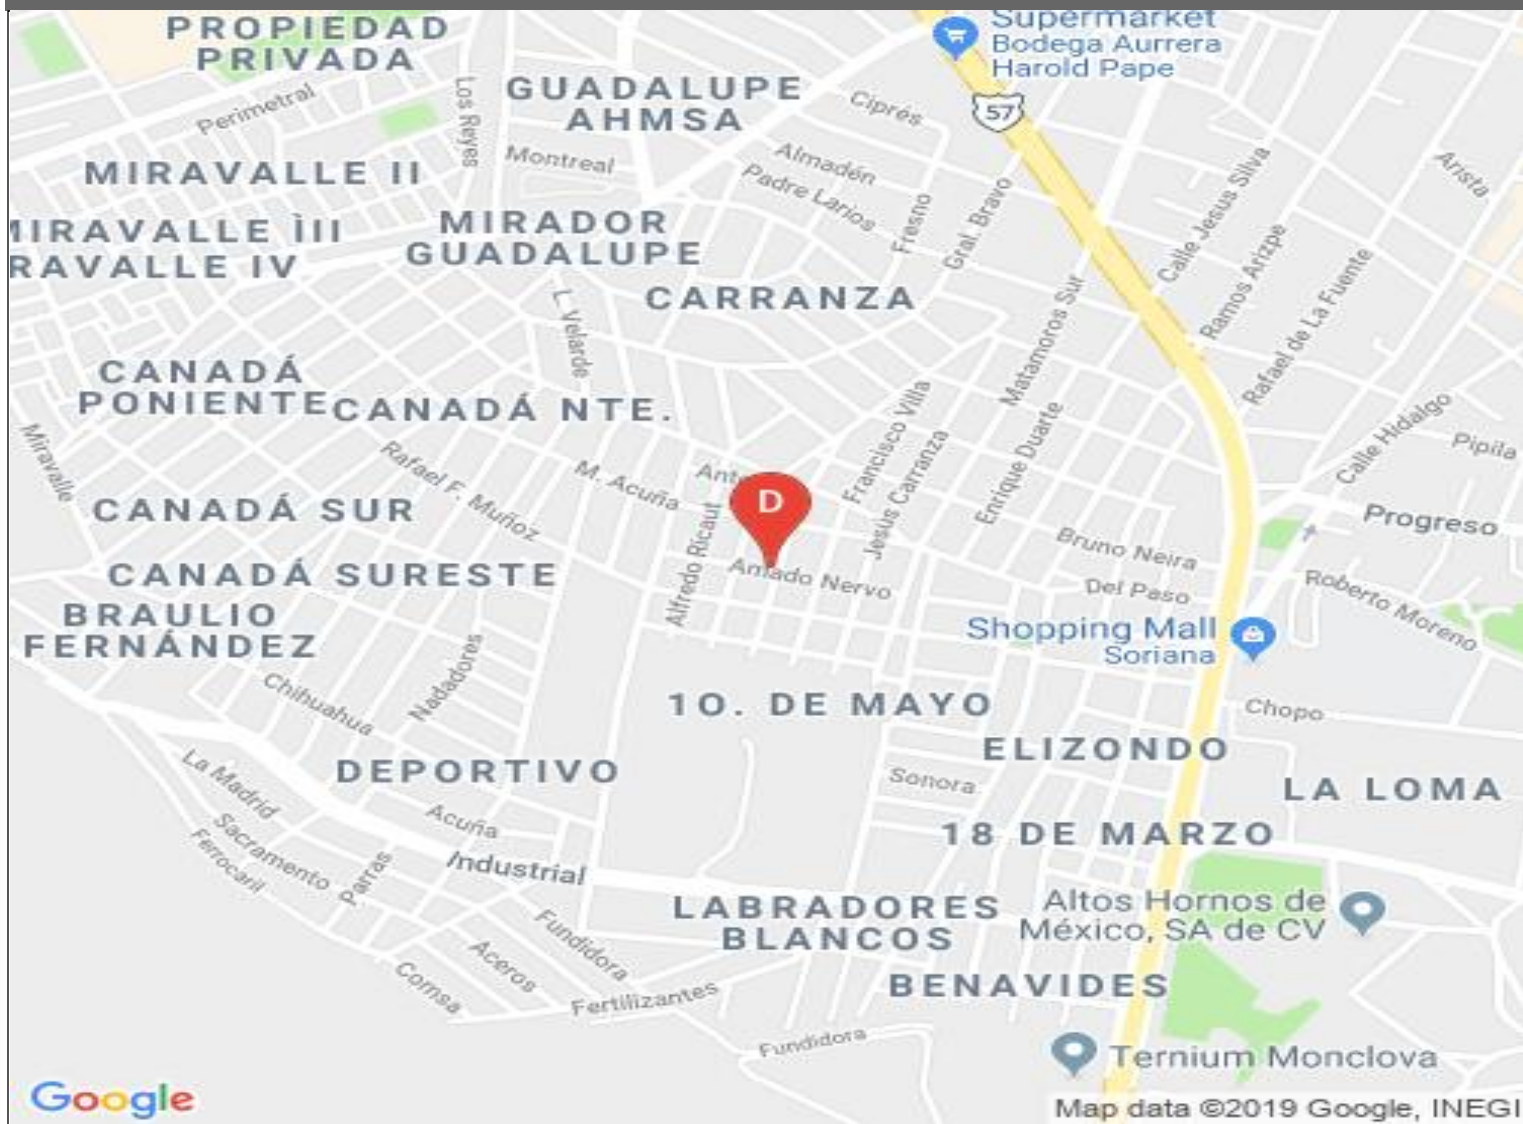 Supermarket
Bodega Aurrera
Harold Pape
PROPIEDAD
PRIVADA
57
Los Reyes
GUADALUPE
AHMSA
Ciprés
Perimetral
Montreal
Almadén
Padre Larios
Arista
MIRAVALLE II
Fresno
Gral. Bravo
Calle Jesus Silva
MIRADOR
GUADALUPE
IIRAVALLE ÌII
RAVALLE IV
Ramos Arizpe
Rafael de La Fuente
CARRANZA
L. Velarde
Matamoros Sur
CANADÁ
PONIENTE
CANADÁ NTE.
Francisco Villa
Jesús Carranza
Enrique Duarte
Calle Hidalgo
Pipila
Miravalle
Rafael F. Muñoz
M. Acuña
Ant
D
CANADÁ SUR
Alfredo Ricaut
Progreso
Bruno Neira
CANADÁ SURESTE
Amado Nervo
Del Paso
Roberto Moreno
BRAULIO
FERNÁNDEZ
Shopping Mall
Soriana
Nadadores
Chihuahua
10. DE MAYO
Chopo
ELIZONDO
La Madrid
DEPORTIVO
Sonora
LA LOMA
Acuña
18 DE MARZO
Sacramento
Ferrocaril
Parras
Industrial
LABRADORES
BLANCOS
Altos Hornos de
México, SA de CV
Fundidora
Aceros
Comsa
BENAVIDES
Fertilizantes
Fundidora
Ternium Monclova
Google
Map data ©2019 Google, INEGI